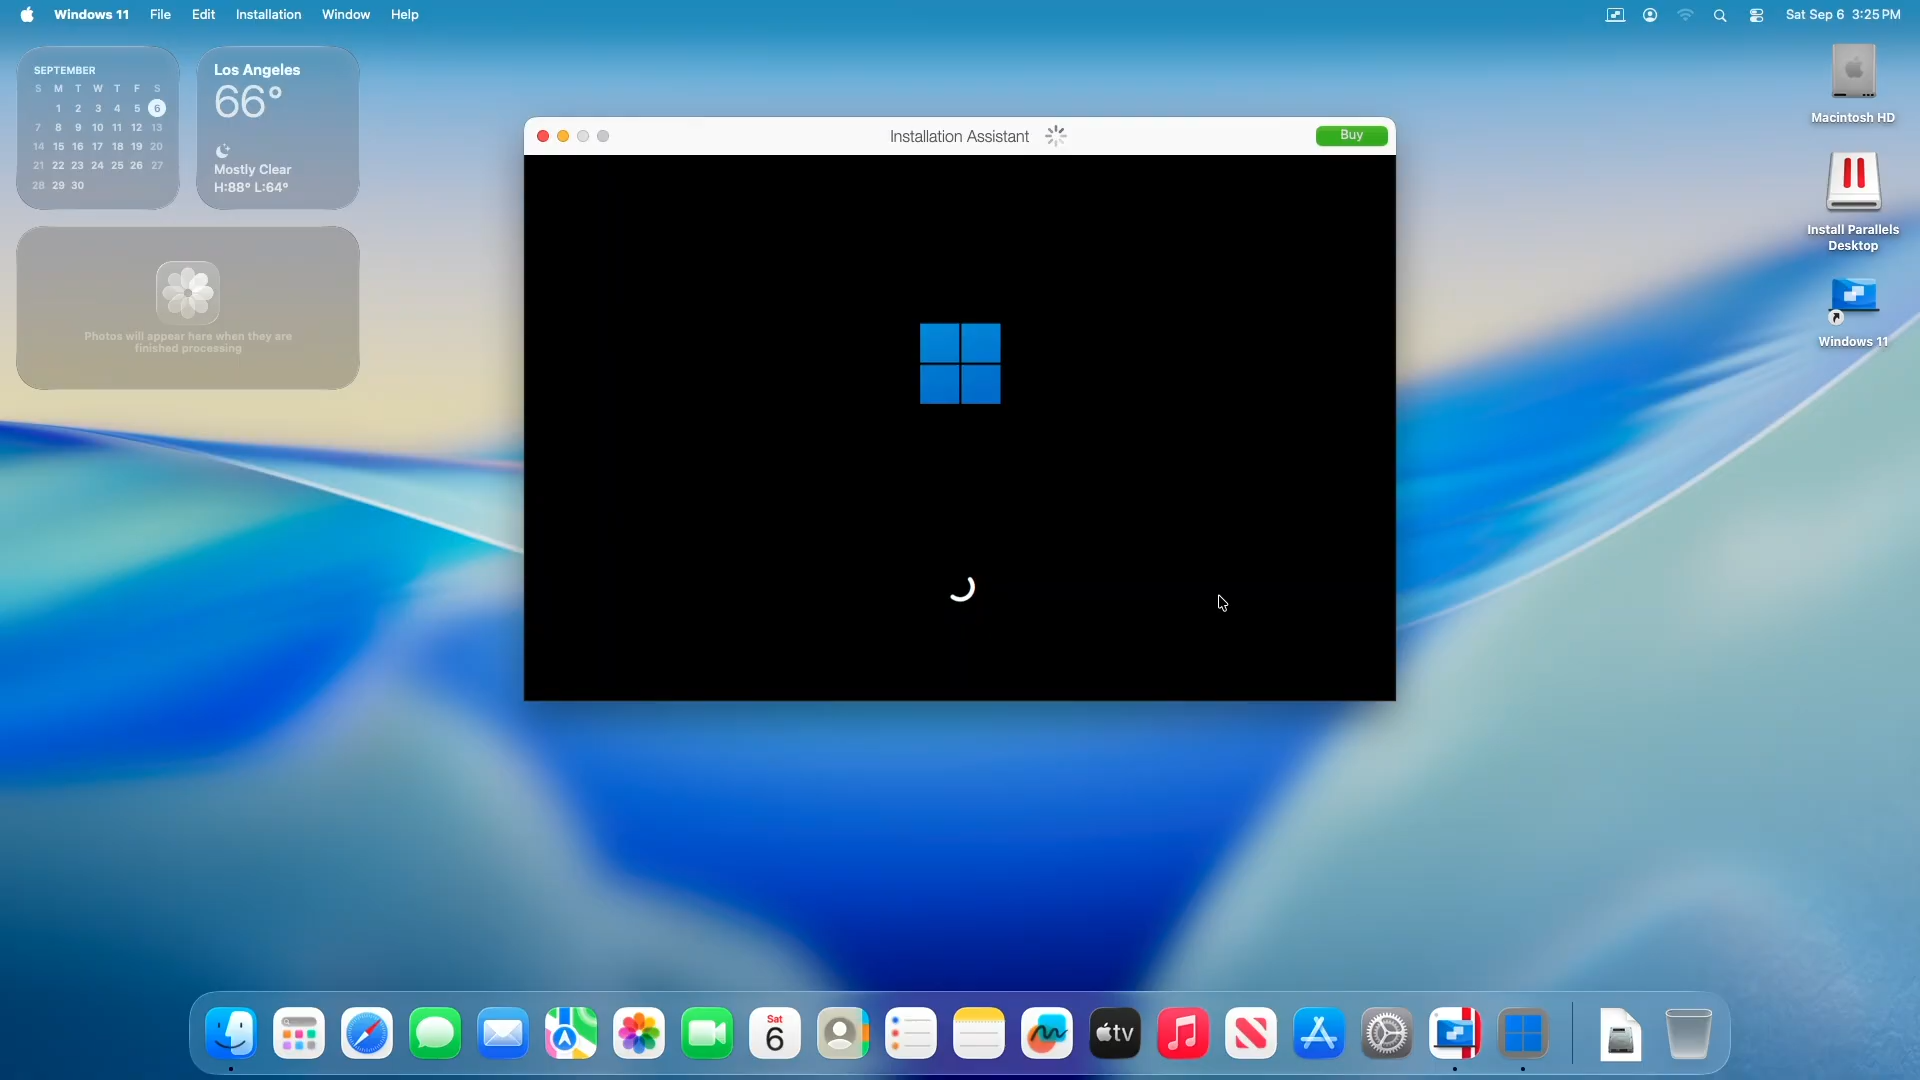 Windows 11 File Edit Installation Window Help
Sat Sep 6 3:25 PM
SEPTEMBER
S M T W T F S
1 2 3 4 5 6
7 8 9 10 11 12 13
14 15 16 17 18 19 20
21 22 23 24 25 26 27
28 29 30
Los Angeles
66°
Mostly Clear
H:88° L:64°
Photos will appear here when they are
finished processing
Installation Assistant
Buy
Macintosh HD
Install Parallels
Desktop
Windows 11
Sat
6
tv